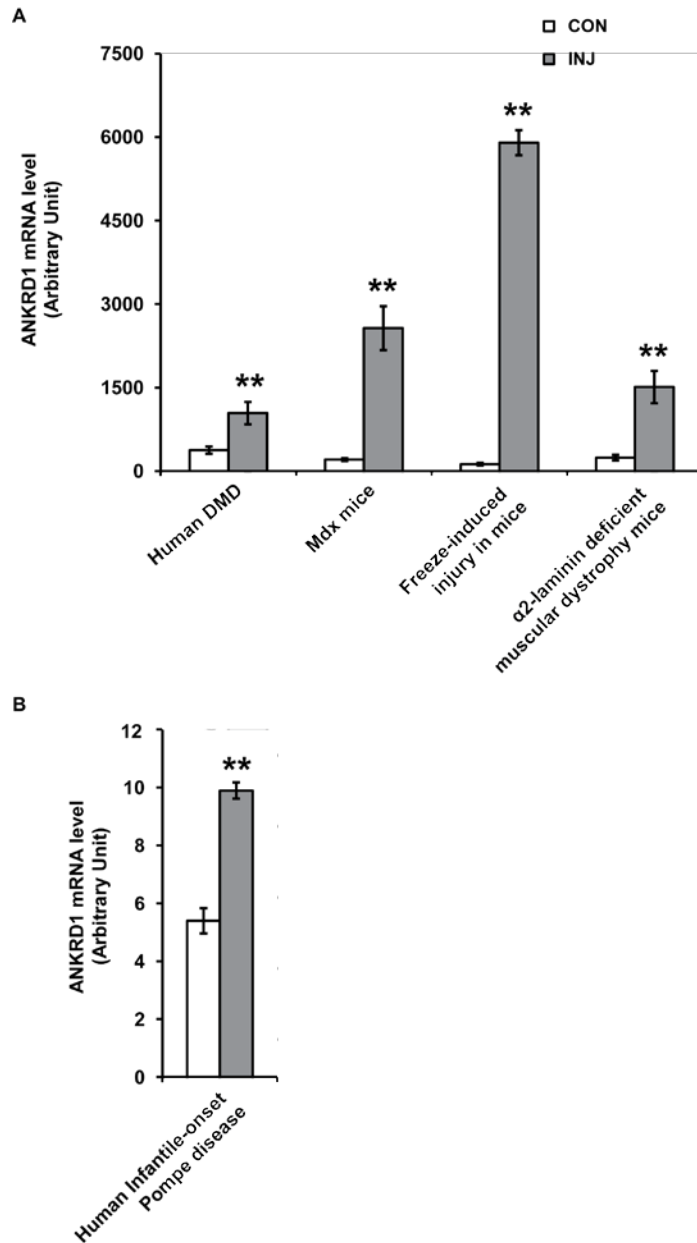 A
CON
INJ
7500
6000
4500
3000
1500
0
ANKRD1 mRNA level
(Arbitrary Unit)
**
**
**
**
Human DMD
Mdx mice
Freeze-induced
injury in mice
α2-laminin deficient
muscular dystrophy mice
B
12
10
8
6
4
2
0
ANKRD1 mRNA level
(Arbitrary Unit)
**
Human Infantile-onset
Pompe disease